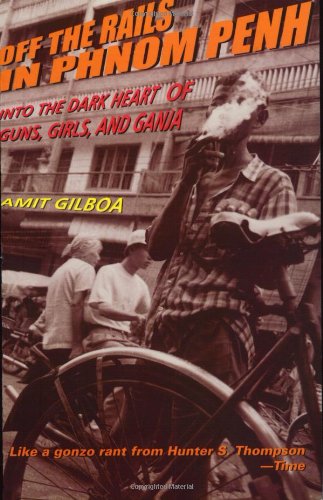 OFF THE RAILS
IN PHNOM PENH
INTO THE DARK HEART OF
GUNS, GIRLS, AND GANJA
AMIT GILBOA
Like a gonzo rant from Hunter S. Thompson
—Time